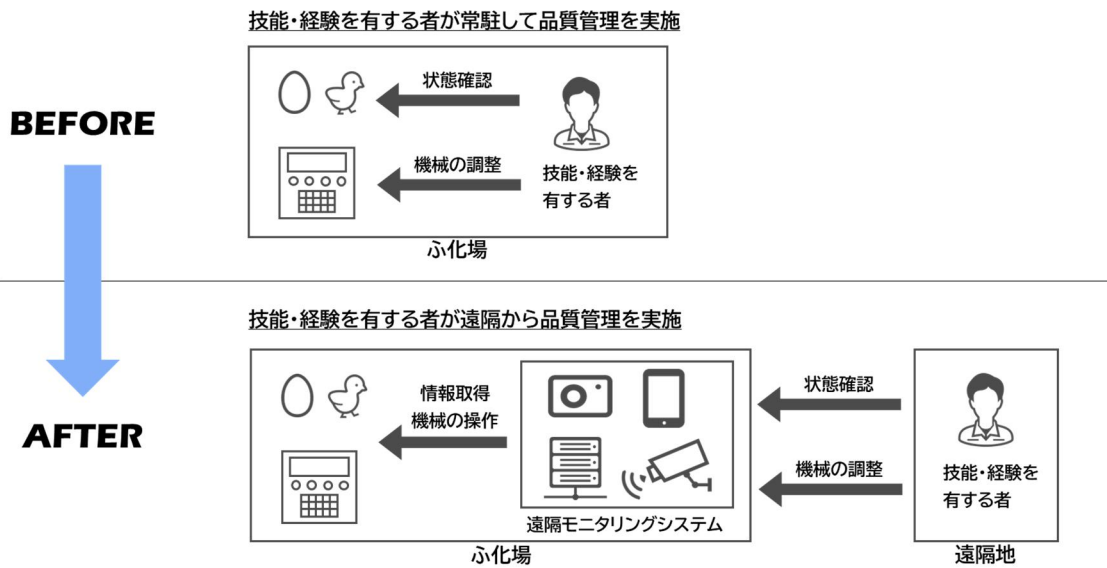 技能・経験を有する者が常駐して品質管理を実施
BEFORE
状態確認
機械の調整
技能・経験を
有する者
ふ化場
技能・経験を有する者が遠隔から品質管理を実施
AFTER
情報取得
機械の操作
遠隔モニタリングシステム
ふ化場
状態確認
機械の調整
技能・経験を
有する者
遠隔地